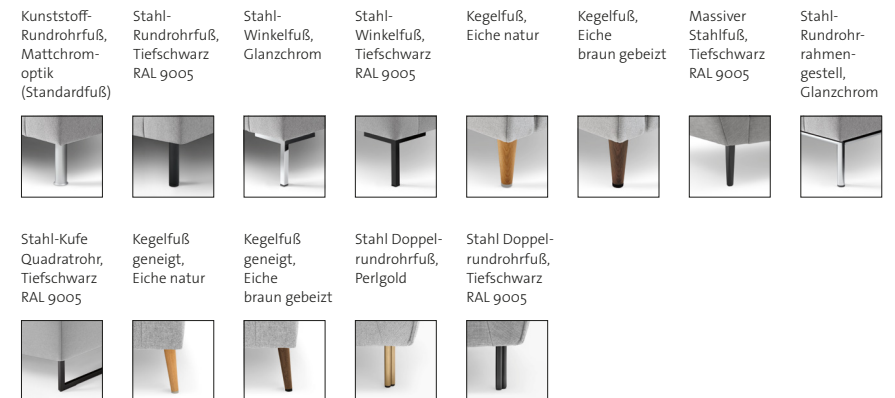 Kunststoff-
Rundrohrfuß,
Mattchrom-
optik
(Standardfuß)
Stahl-
Rundrohrfuß,
Tiefschwarz
RAL 9005
Stahl-
Winkelfuß,
Glanzchrom
Stahl-
Winkelfuß,
Tiefschwarz
RAL 9005
Kegelfuß,
Eiche natur
Kegelfuß,
Eiche
braun gebeizt
Massiver
Stahlfuß,
Tiefschwarz
RAL 9005
Stahl-
Rundrohr-
rahmen-
gestell,
Glanzchrom
Stahl-Kufe
Quadratrohr,
Tiefschwarz
RAL 9005
Kegelfuß
geneigt,
Eiche natur
Kegelfuß
geneigt,
Eiche
braun gebeizt
Stahl Doppel-
rundrohrfuß,
Perlgold
Stahl Doppel-
rundrohrfuß,
Tiefschwarz
RAL 9005